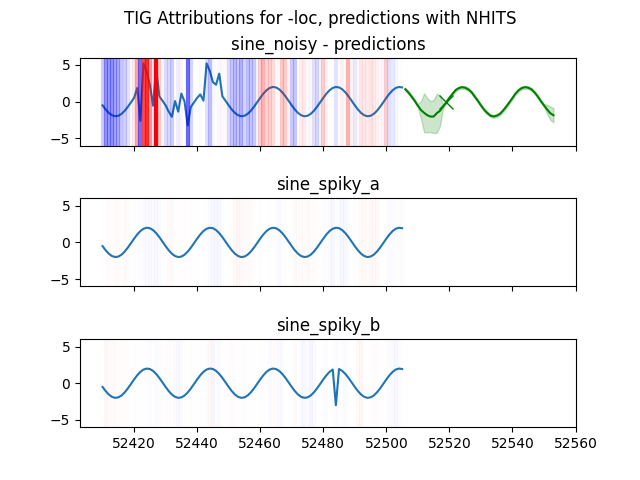 TIG Attributions for -loc, predictions with NHITS
sine_noisy - predictions
5
0
−5
sine_spiky_a
5
0
−5
sine_spiky_b
5
0
−5
52420 52440 52460 52480 52500 52520 52540 52560